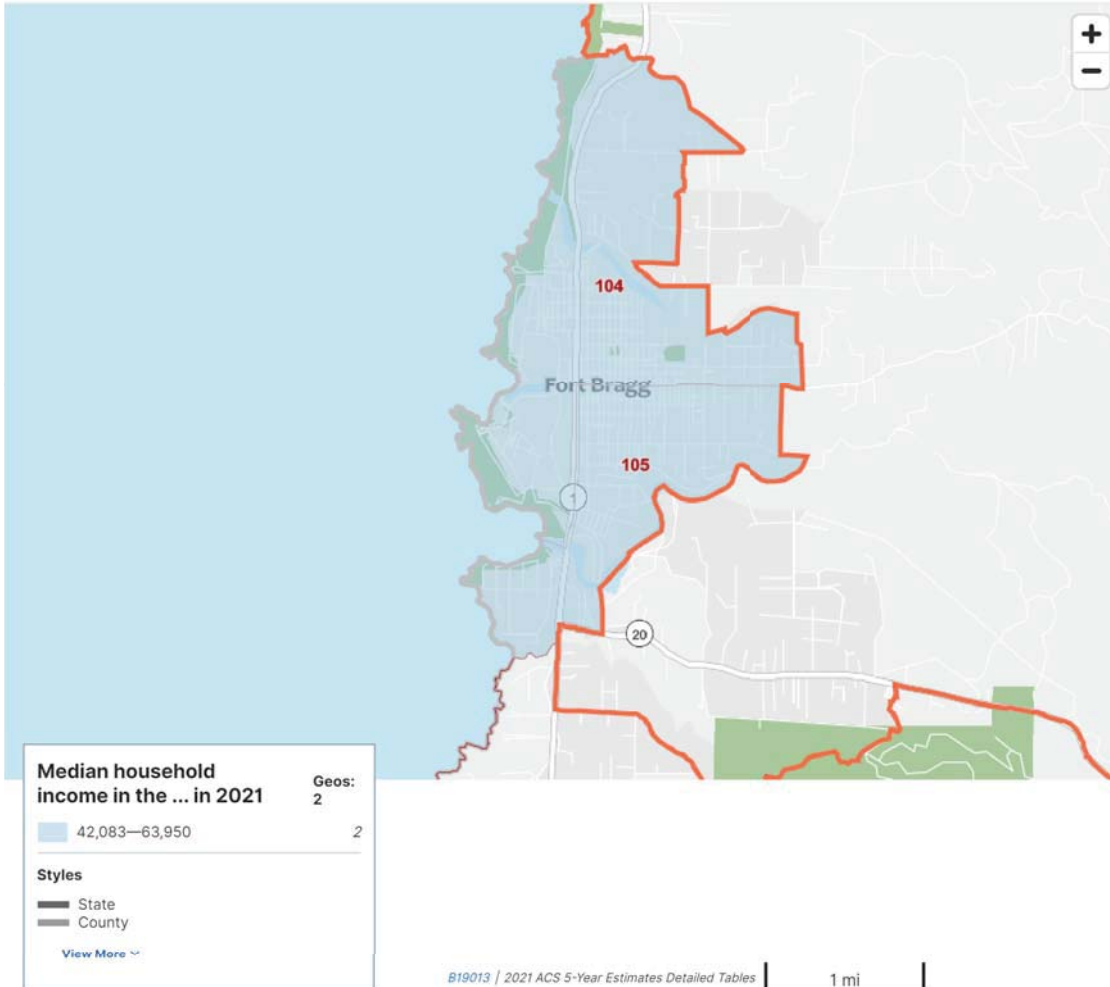 +
−
104
Fort Bragg
105
1
20
Median household
income in the ... in 2021
Geos:
2
42,083—63,950
2
Styles
State
County
View More
B19013 / 2021 ACS 5-Year Estimates Detailed Tables
1 mi